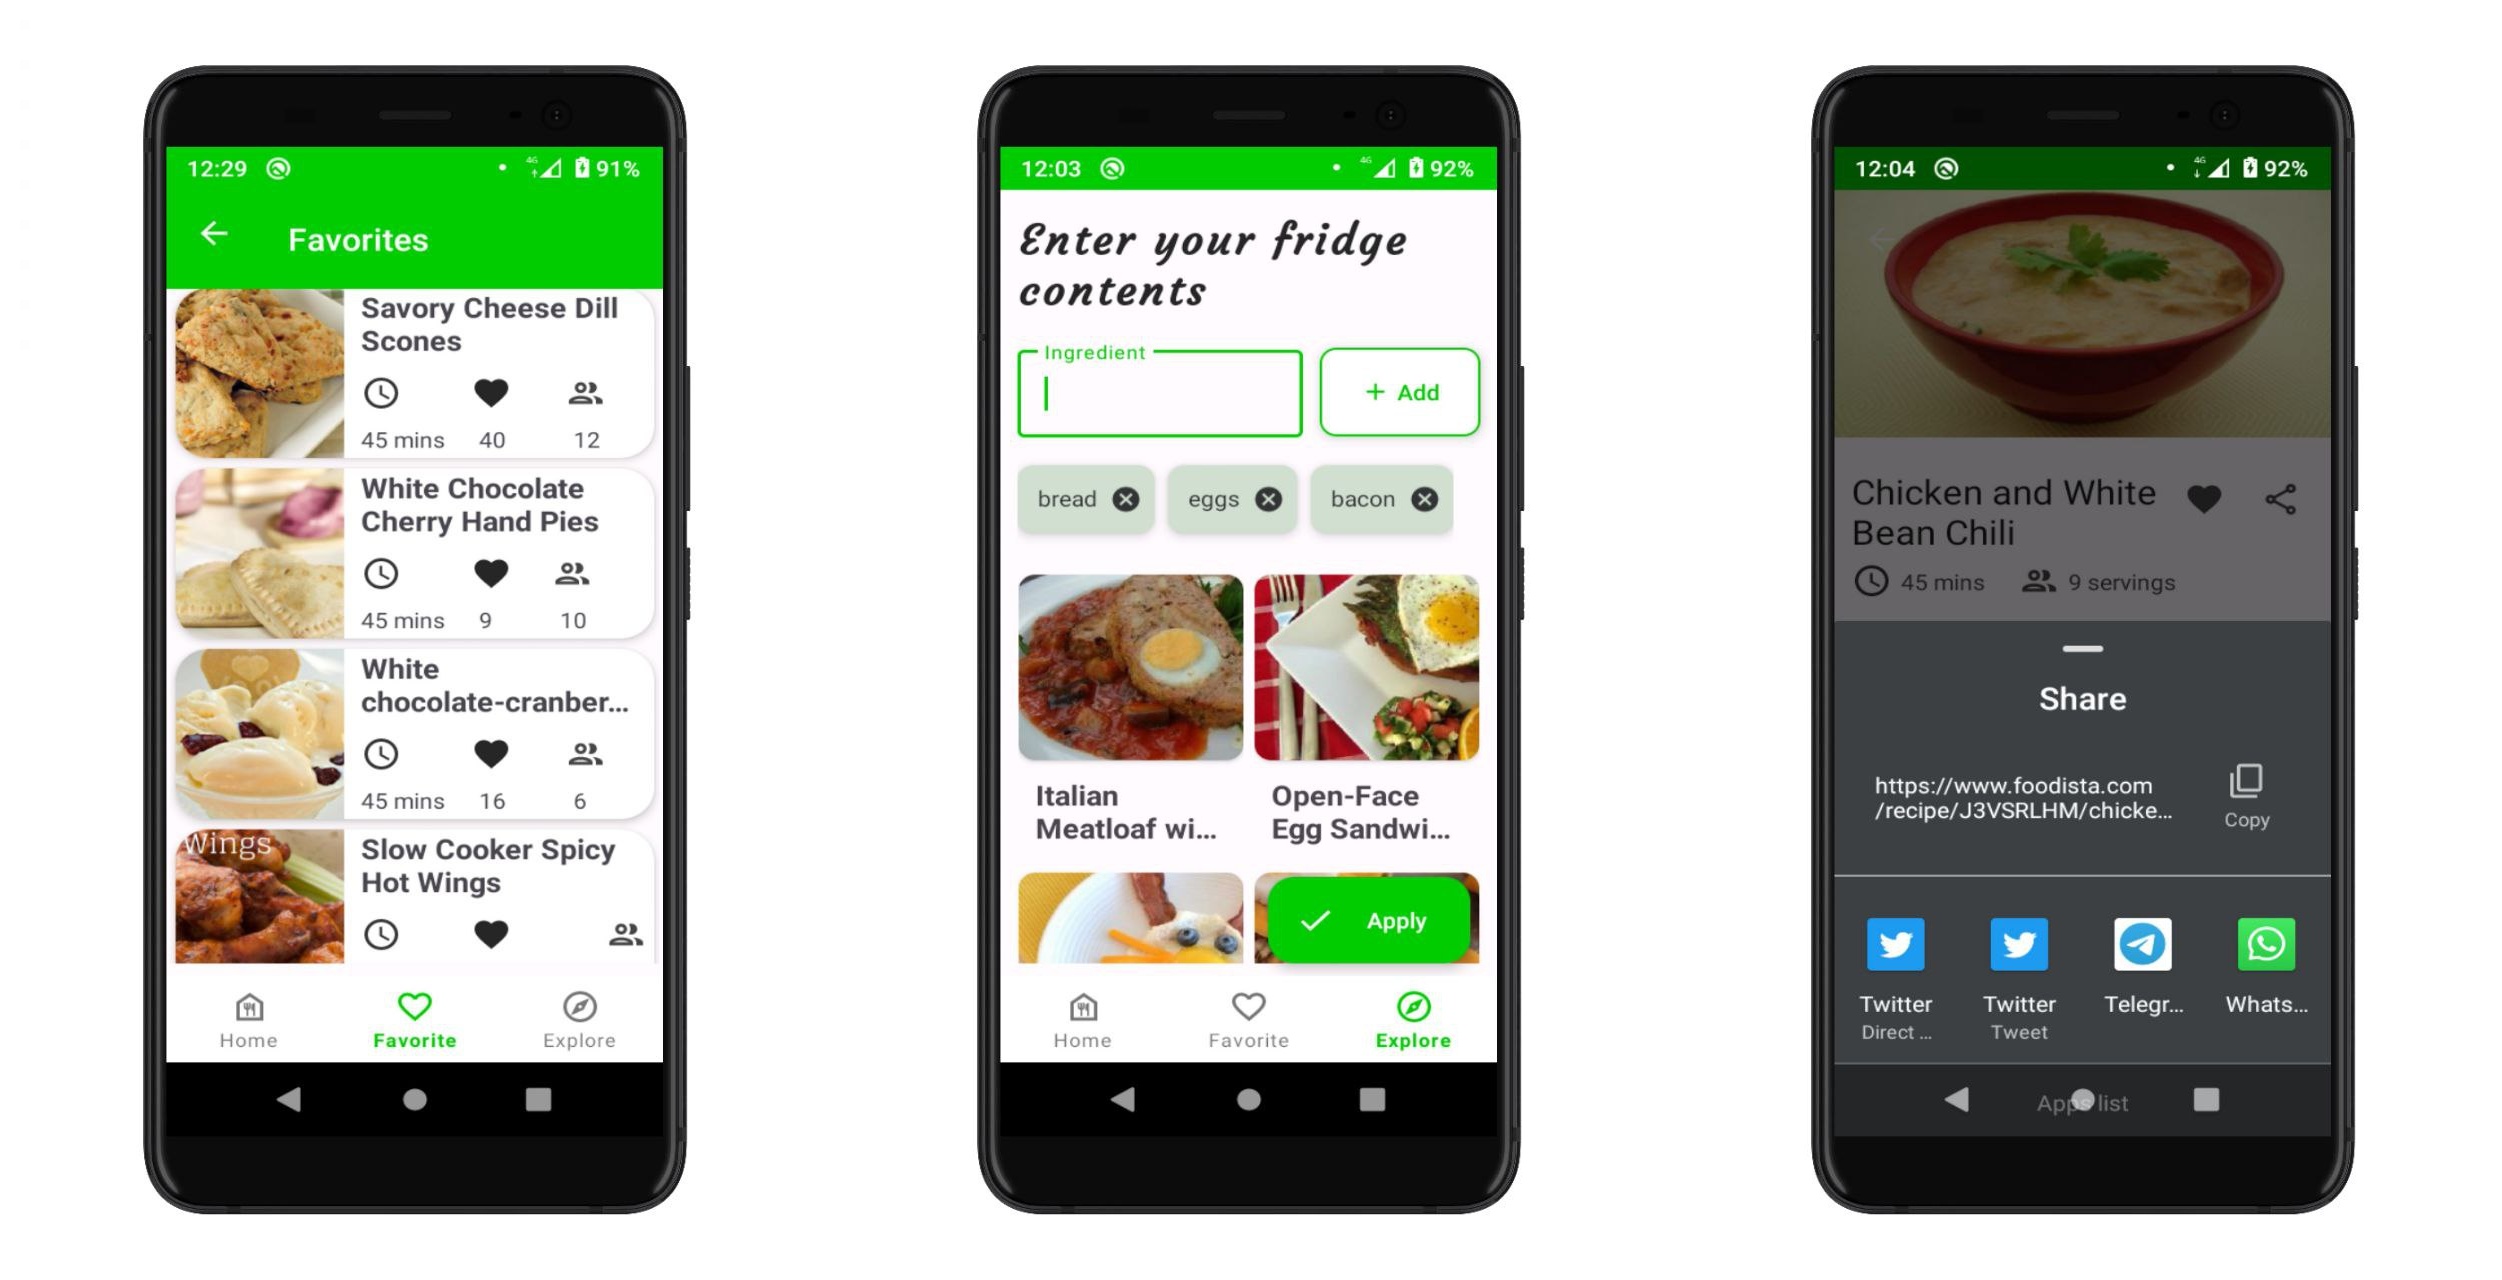 12:29
4G
91%
Favorites
Savory Cheese Dill
Scones
45 mins
40
12
White Chocolate
Cherry Hand Pies
45 mins
9
10
White
chocolate-cranber...
45 mins
16
6
Wings
Slow Cooker Spicy
Hot Wings
Home
Favorite
Explore
12:03
4G
92%
Enter your fridge
contents
Ingredient
+ Add
bread
eggs
bacon
Italian
Meatloaf wi...
Open-Face
Egg Sandwi...
Apply
Home
Favorite
Explore
12:04
4G
92%
Chicken and White
Bean Chili
45 mins
9 servings
Share
https://www.foodista.com
/recipe/J3VSRLHM/chicke...
Copy
Twitter
Direct ...
Twitter
Tweet
Telegr...
Whats...
Apps list